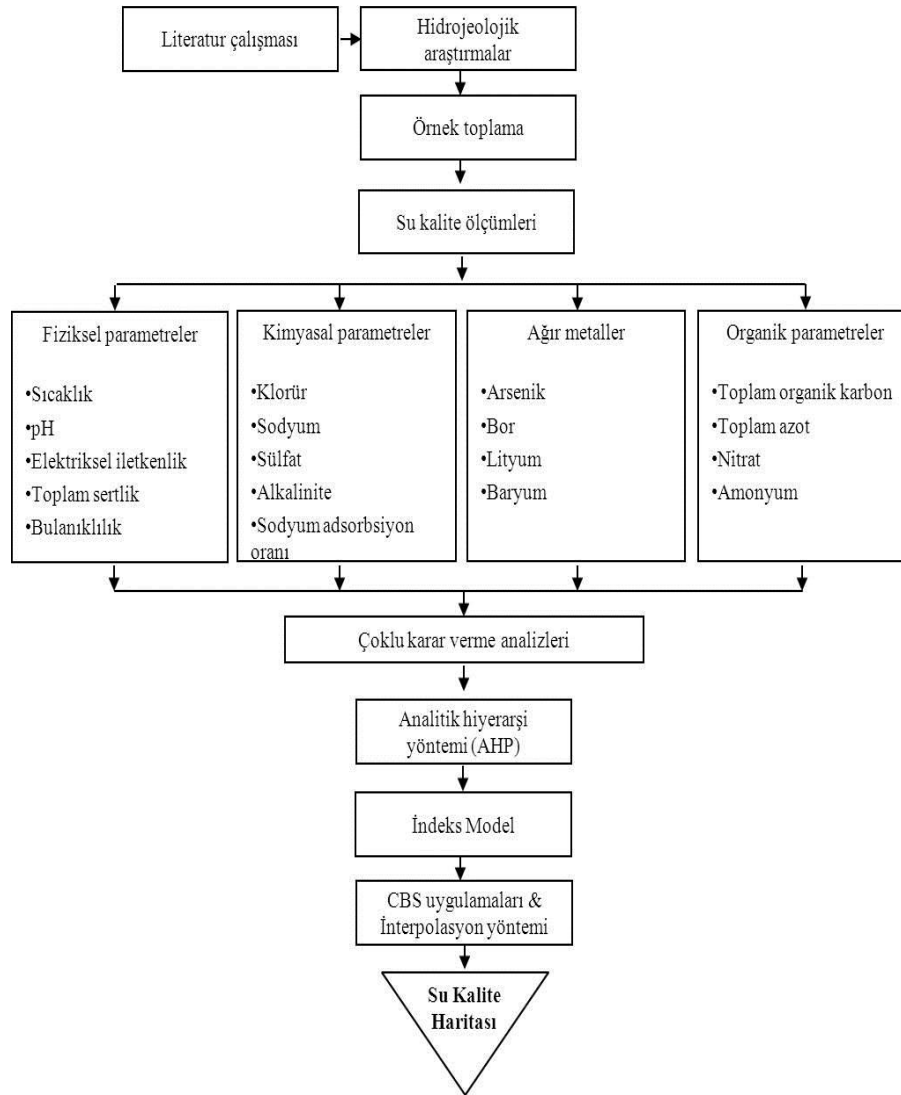 Literatur çalışması
Hidrojeolojik
araştırmalar
Örnek toplama
Su kalite ölçümleri
Fiziksel parametreler
•Sıcaklık
•pH
•Elektriksel iletkenlik
•Toplam sertlik
•Bulanıklılık
Kimyasal parametreler
•Klorür
•Sodyum
•Sülfat
•Alkalinite
•Sodyum adsorbsiyon
oranı
Ağır metaller
•Arsenik
•Bor
•Lityum
•Baryum
Organik parametreler
•Toplam organik karbon
•Toplam azot
•Nitrat
•Amonyum
Çoklu karar verme analizleri
Analitik hiyerarşi
yöntemi (AHP)
İndeks Model
CBS uygulamaları &
İnterpolasyon yöntemi
Su Kalite
Haritası